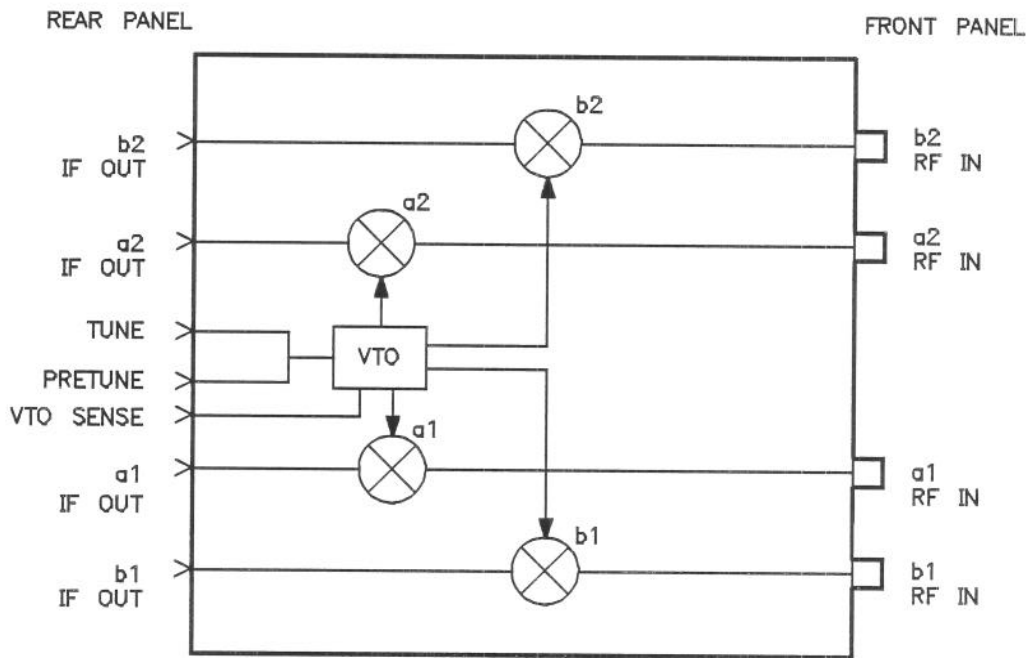 REAR PANEL
FRONT PANEL
b2
b2
IF OUT
b2
RF IN
a2
a2
IF OUT
a2
RF IN
TUNE
VTO
PRETUNE
VTO SENSE
a1
a1
IF OUT
a1
RF IN
b1
b1
IF OUT
b1
RF IN